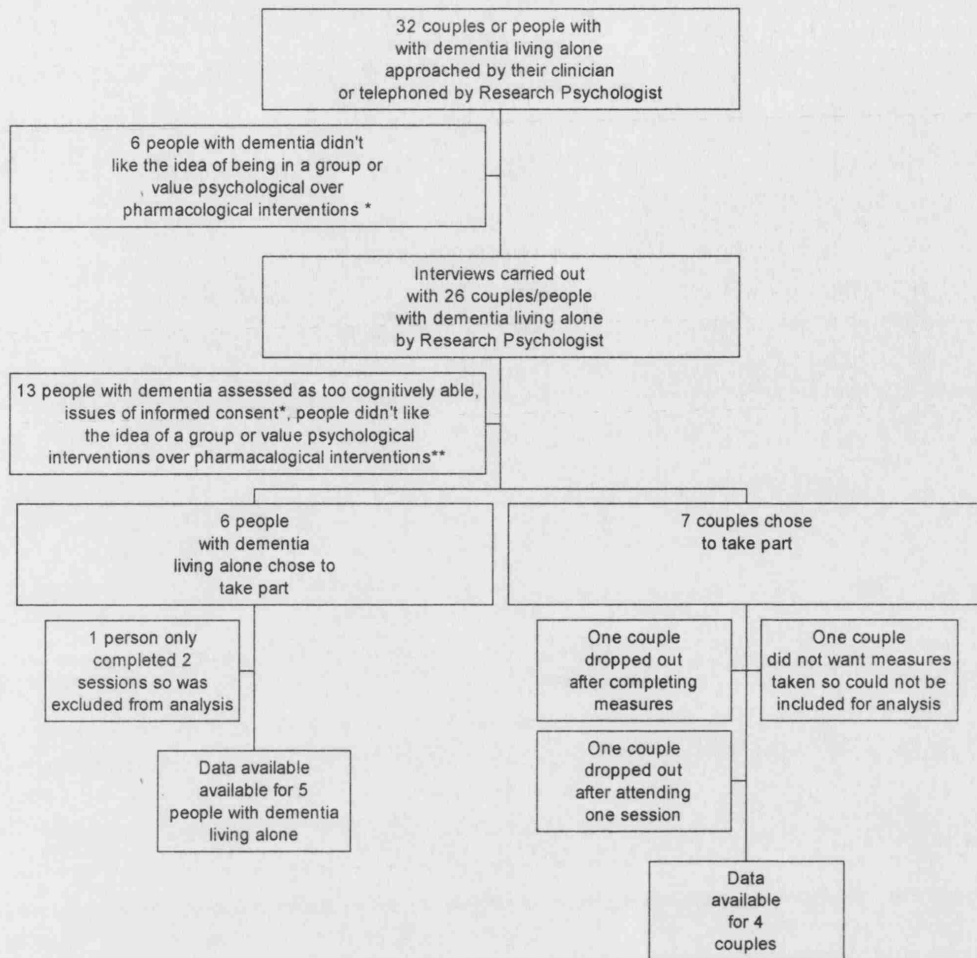 32 couples or people with
with dementia living alone
approached by their clinician
or telephoned by Research Psychologist
6 people with dementia didn't
like the idea of being in a group or
value psychological over
pharmacological interventions *
Interviews carried out
with 26 couples/people
with dementia living alone
by Research Psychologist
13 people with dementia assessed as too cognitively able,
issues of informed consent*, people didn't like
the idea of a group or value psychological
interventions over pharmacalogical interventions**
6 people
with dementia
living alone chose to
take part
7 couples chose
to take part
1 person only
completed 2
sessions so was
excluded from analysis
One couple
dropped out
after completing
measures
One couple
did not want measures
taken so could not be
included for analysis
Data available
available for 5
people with dementia
living alone
One couple
dropped out
after attending
one session
Data
available
for 4
couples